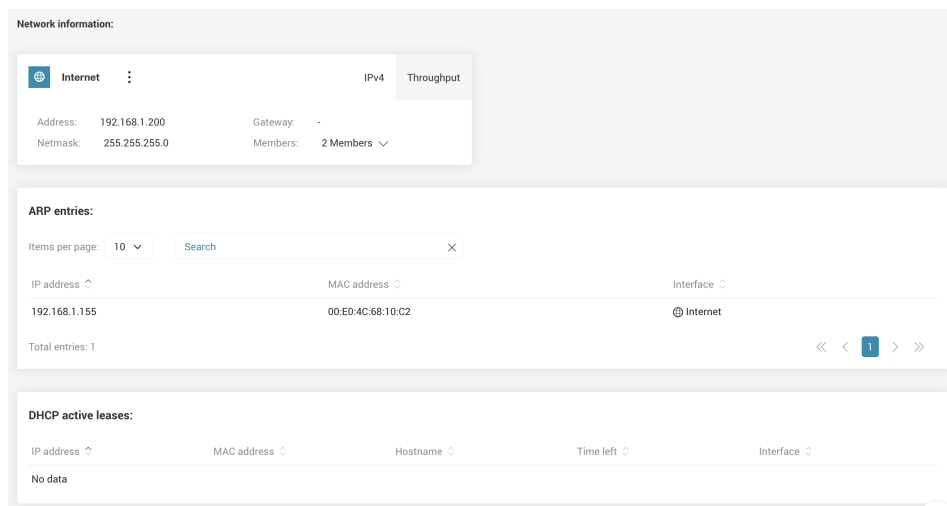 Network information:
Internet IPv4 Throughput
Address: 192.168.1.200 Gateway: -
Netmask: 255.255.255.0 Members: 2 Members
ARP entries:
Items per page: 10 Search
IP address MAC address Interface
192.168.1.155 00:E0:4C:68:10:C2 Internet
Total entries: 1 1
DHCP active leases:
IP address MAC address Hostname Time left Interface
No data